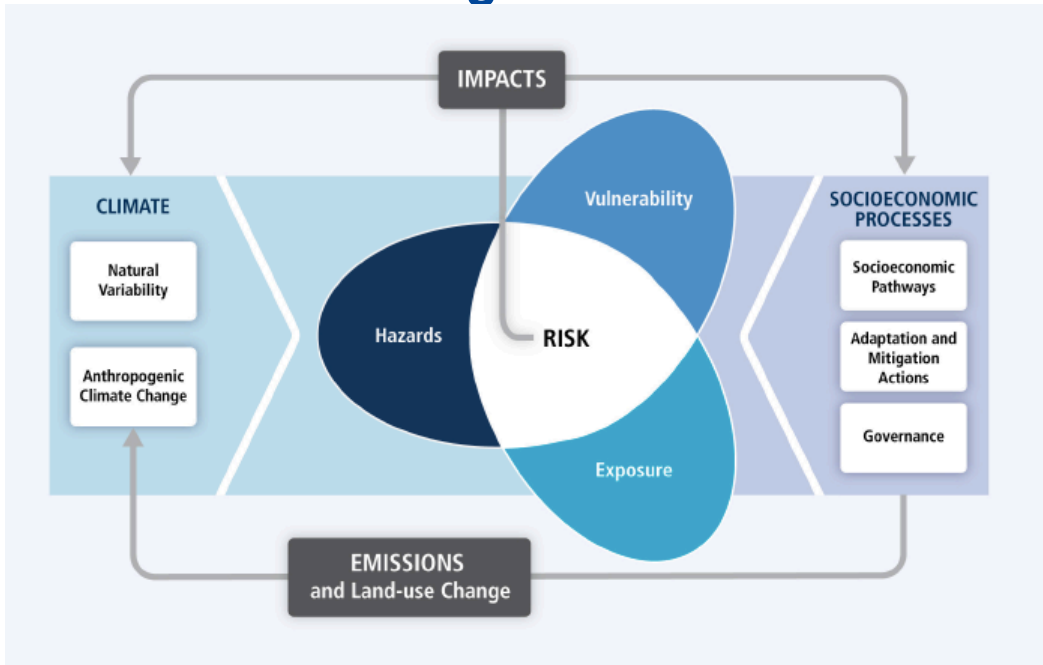 IMPACTS
CLIMATE
Natural
Variability
Anthropogenic
Climate Change
Hazards
Vulnerability
RISK
Exposure
SOCIOECONOMIC
PROCESSES
Socioeconomic
Pathways
Adaptation and
Mitigation
Actions
Governance
EMISSIONS
and Land-use Change